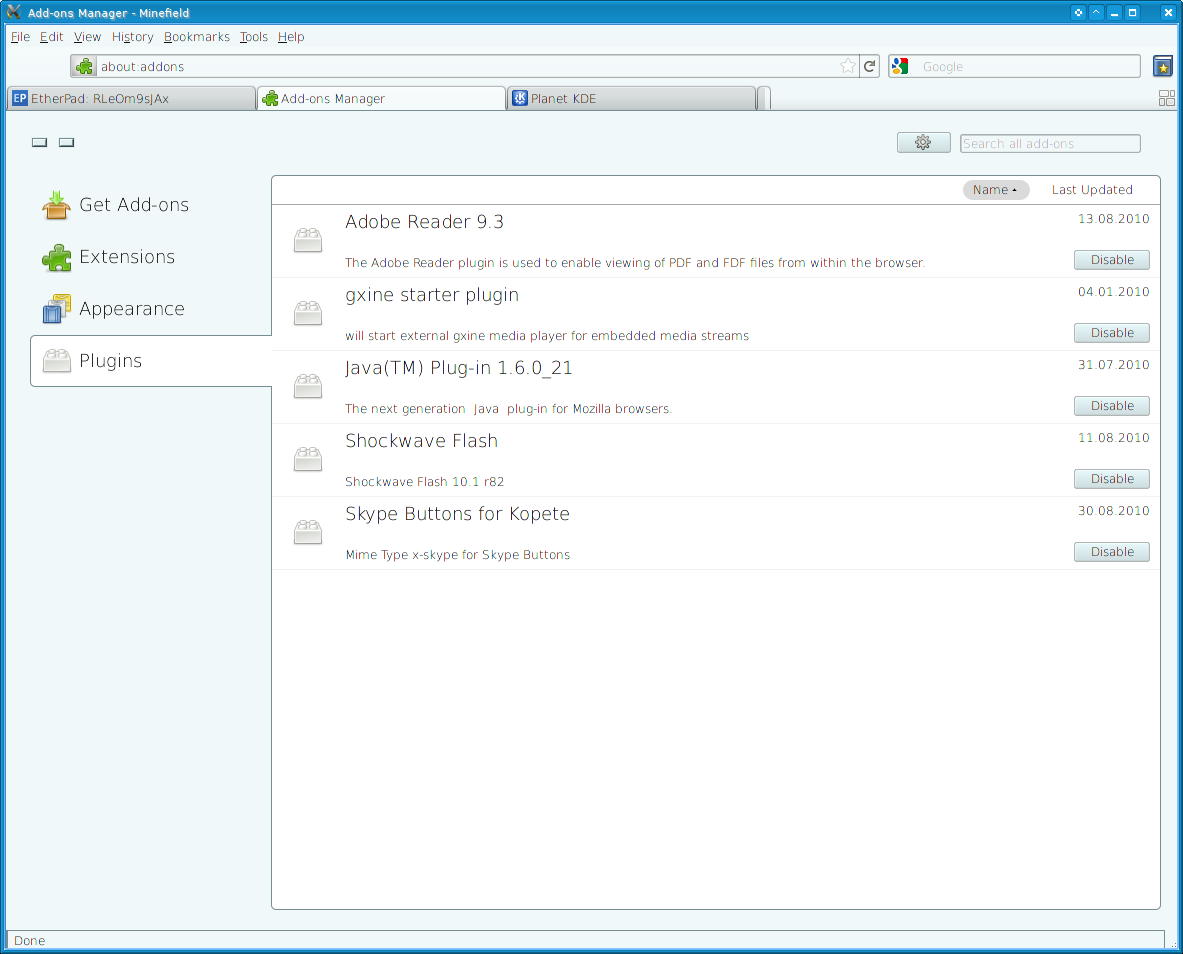 Add-ons Manager - Minefield
File Edit View History Bookmarks Tools Help
about:addons
Google
EP EtherPad: RLeOm9sJAx
Add-ons Manager
Planet KDE
Search all add-ons
Get Add-ons
Extensions
Appearance
Plugins
Name
Last Updated
Adobe Reader 9.3
13.08.2010
The Adobe Reader plugin is used to enable viewing of PDF and FDF files from within the browser.
Disable
gxine starter plugin
04.01.2010
will start external gxine media player for embedded media streams
Disable
Java(TM) Plug-in 1.6.0_21
31.07.2010
The next generation Java plug-in for Mozilla browsers.
Disable
Shockwave Flash
11.08.2010
Shockwave Flash 10.1 r82
Disable
Skype Buttons for Kopete
30.08.2010
Mime Type x-skype for Skype Buttons
Disable
Done